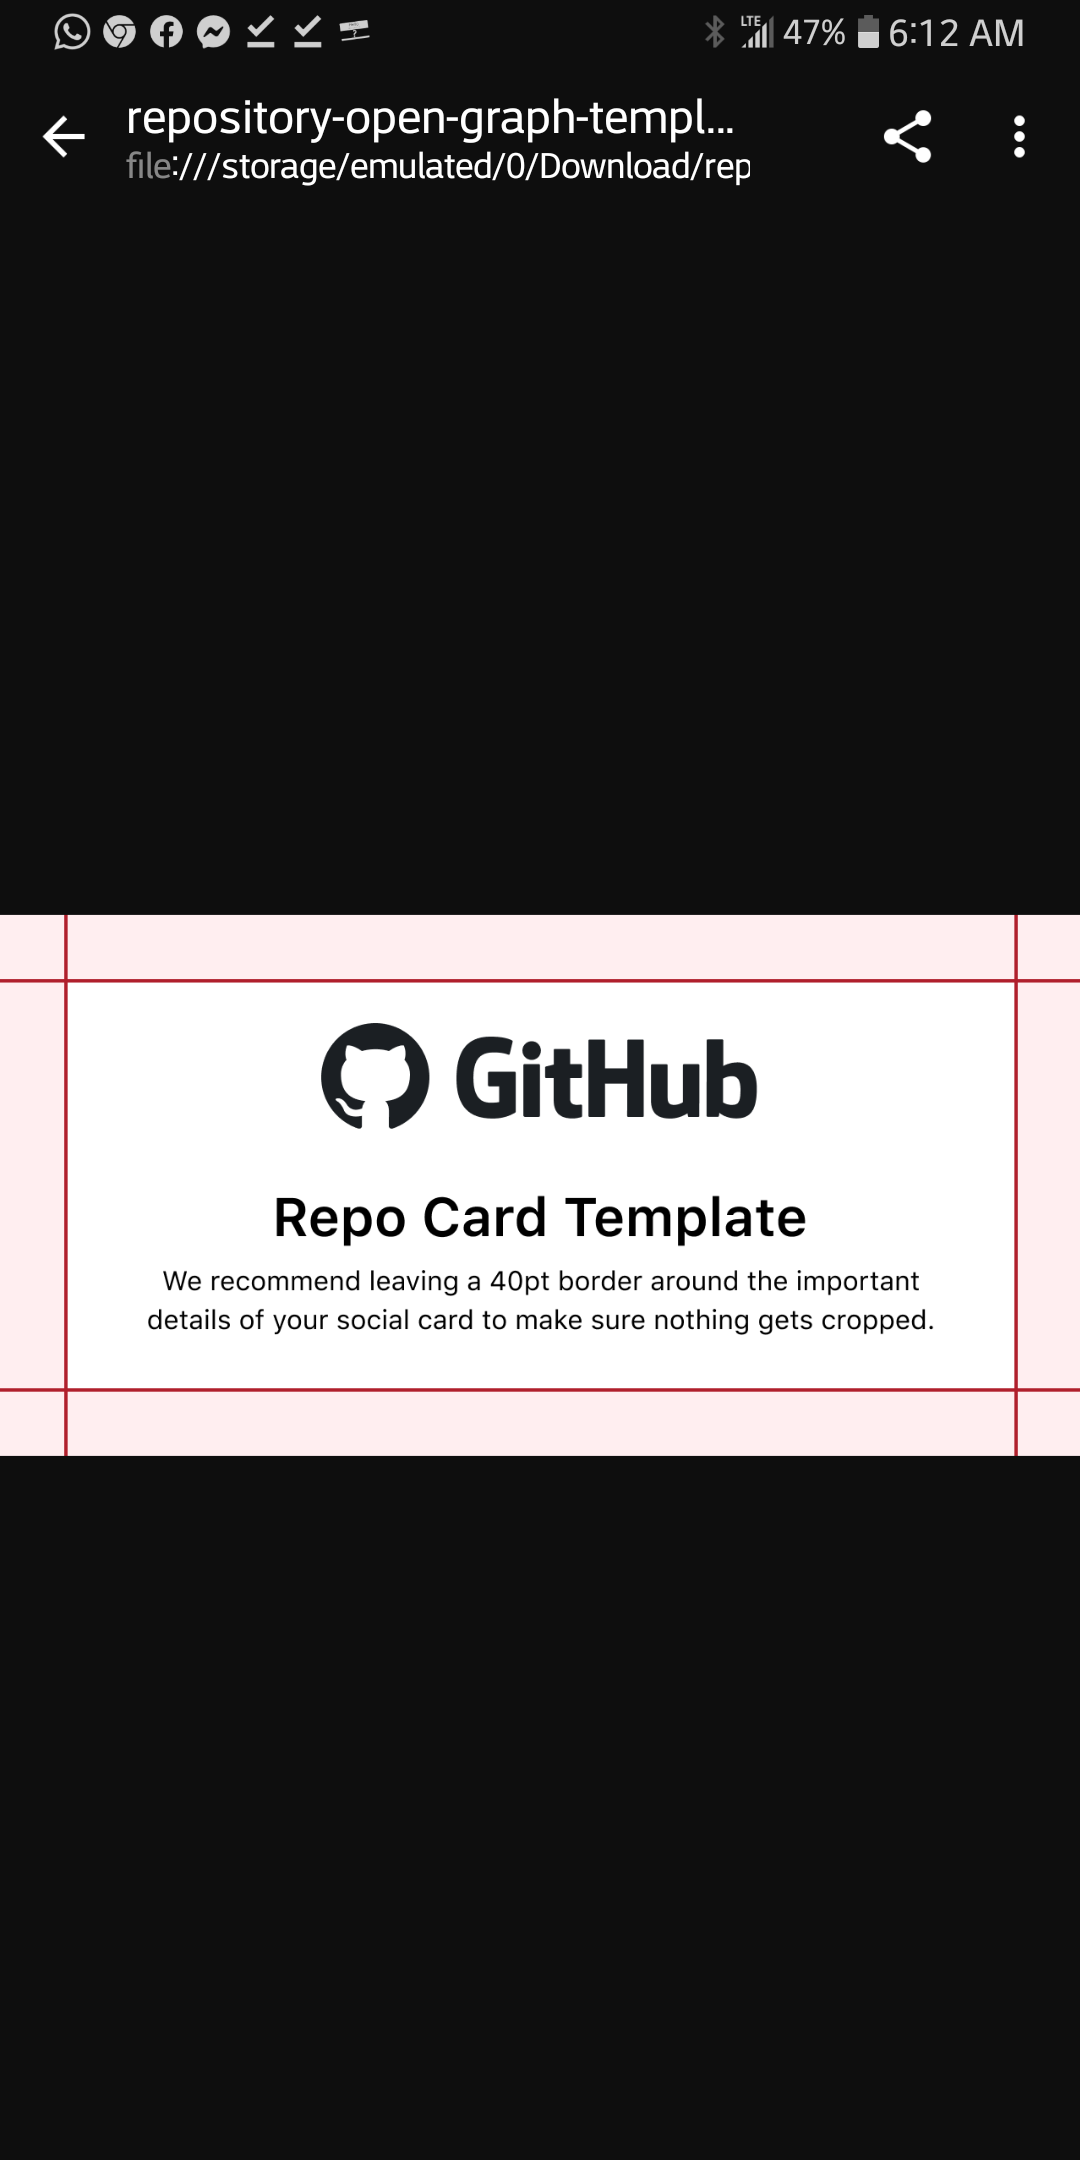 LTE 47% 6:12 AM
repository-open-graph-templ...
file:///storage/emulated/0/Download/rep
GitHub
Repo Card Template
We recommend leaving a 40pt border around the important
details of your social card to make sure nothing gets cropped.